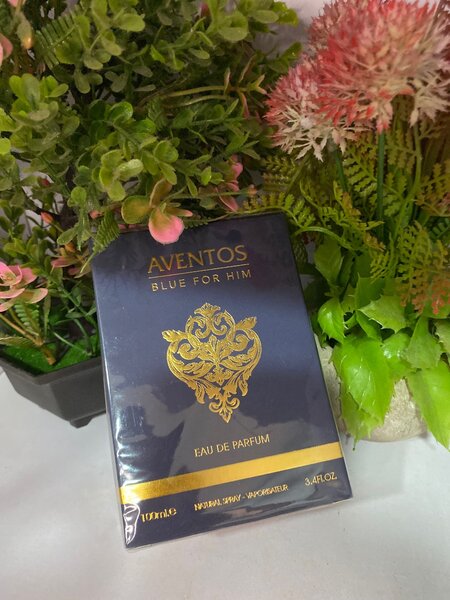 AVENTOS
BLUE FOR HIM
EAU DE PARFUM
100ml.e NATURAL SPRAY - VAPORISATEUR 3.4FL.OZ.